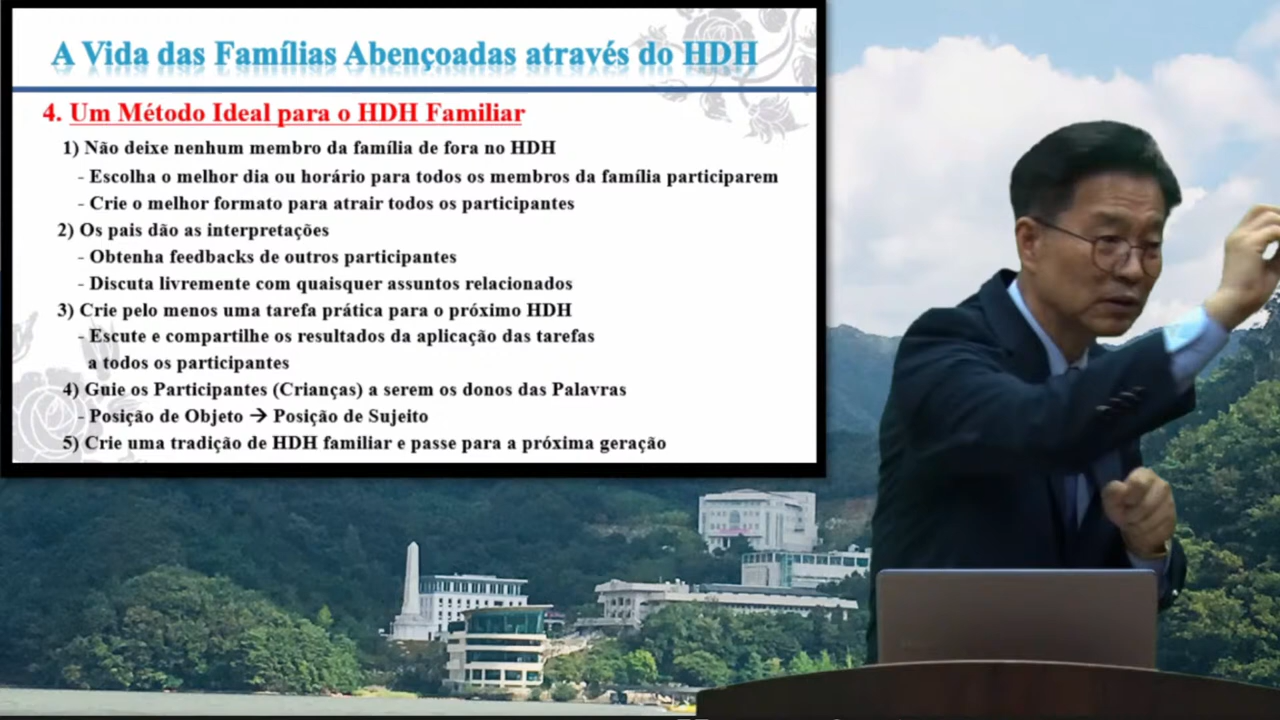 A Vida das Famílias Abençoadas através do HDH
4. Um Método Ideal para o HDH Familiar
1) Não deixe nenhum membro da família de fora no HDH
- Escolha o melhor dia ou horário para todos os membros da família participarem
- Crie o melhor formato para atrair todos os participantes
2) Os pais dão as interpretações
- Obtenha feedbacks de outros participantes
- Discuta livremente com quaisquer assuntos relacionados
3) Crie pelo menos uma tarefa prática para o próximo HDH
- Escute e compartilhe os resultados da aplicação das tarefas
a todos os participantes
4) Guie os Participantes (Crianças) a serem os donos das Palavras
- Posição de Objeto → Posição de Sujeito
5) Crie uma tradição de HDH familiar e passe para a próxima geração